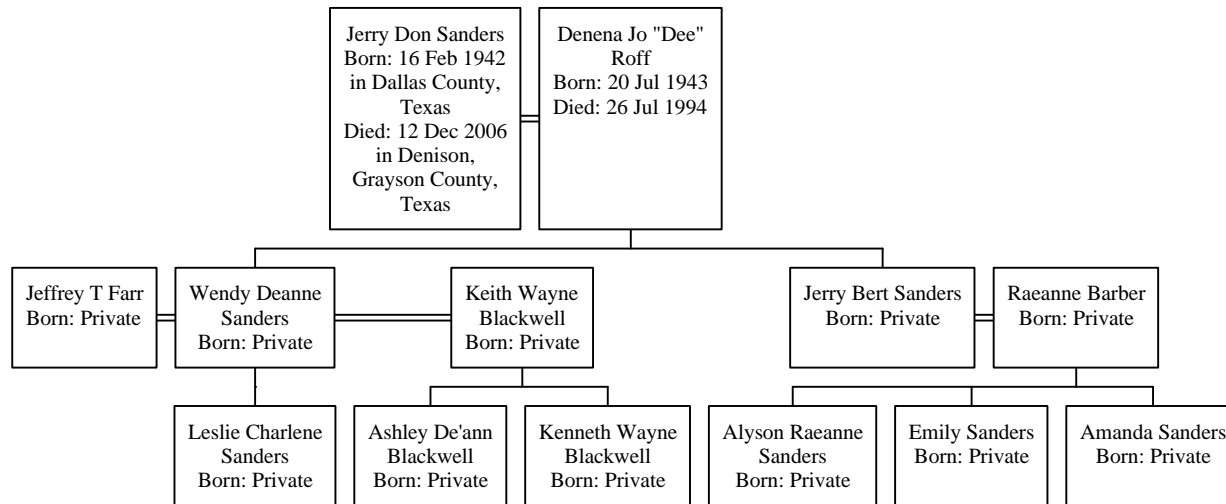 Jerry Don Sanders
Born: 16 Feb 1942
in Dallas County,
Texas
Died: 12 Dec 2006
in Denison,
Grayson County,
Texas
Denena Jo "Dee"
Roff
Born: 20 Jul 1943
Died: 26 Jul 1994
Jeffrey T Farr
Born: Private
Wendy Deanne
Sanders
Born: Private
Keith Wayne
Blackwell
Born: Private
Jerry Bert Sanders
Born: Private
Raeanne Barber
Born: Private
Leslie Charlene
Sanders
Born: Private
Ashley De'ann
Blackwell
Born: Private
Kenneth Wayne
Blackwell
Born: Private
Alyson Raeanne
Sanders
Born: Private
Emily Sanders
Born: Private
Amanda Sanders
Born: Private